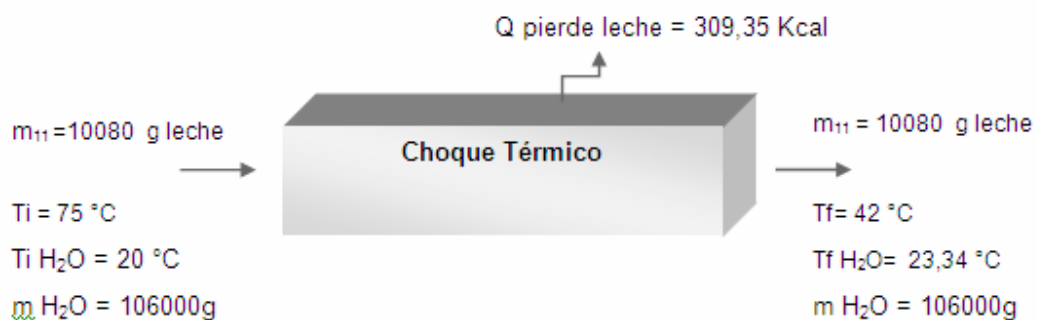 Q pierde leche = 309,35 Kcal
m₁₁ =10080 g leche
Ti = 75 °C
Ti H₂O = 20 °C
m H₂O = 106000g
Choque Térmico
m₁₁ = 10080 g leche
Tf= 42 °C
Tf H₂O= 23,34 °C
m H₂O = 106000g